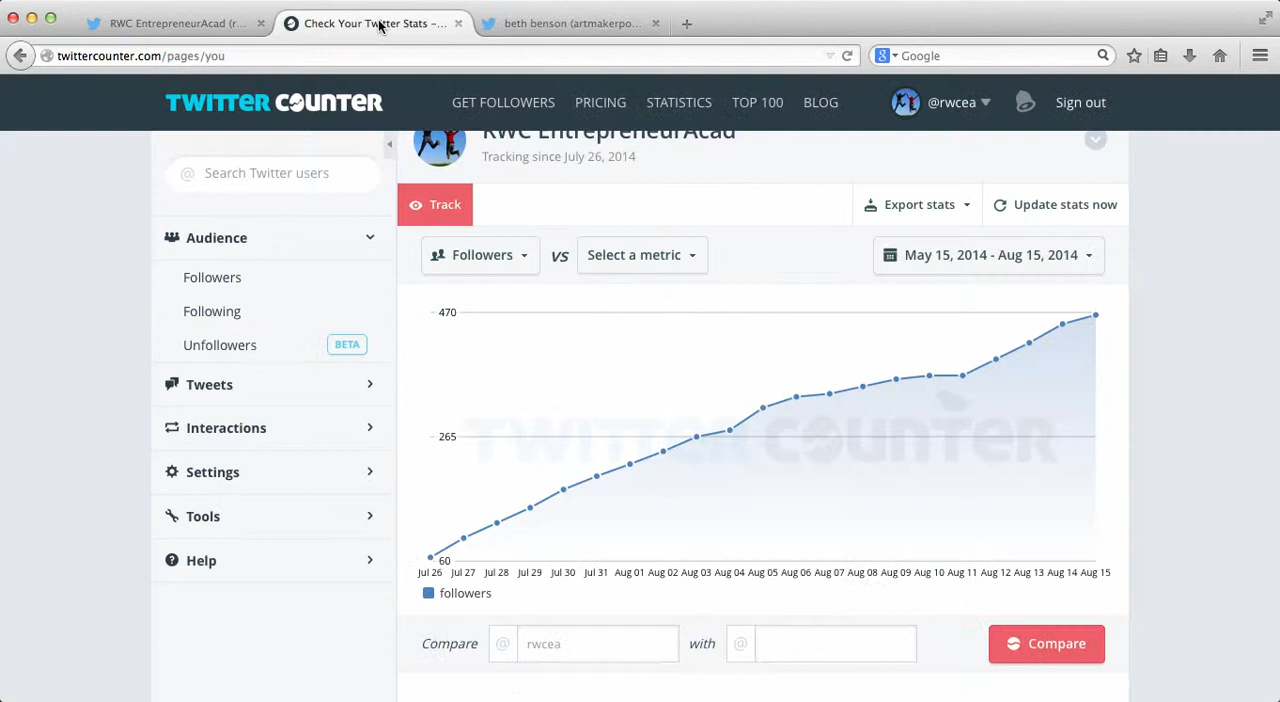 RWC EntrepreneurAcad (r...
Check Your Twitter Stats –...
beth benson (artmakerpo...
twittercounter.com/pages/you
Google
TWITTER COUNTER
GET FOLLOWERS
PRICING
STATISTICS
TOP 100
BLOG
@rwcea
Sign out
@ Search Twitter users
Audience
Followers
Following
Unfollowers
BETA
Tweets
Interactions
Settings
Tools
Help
RWC EntrepreneurAcad
Tracking since July 26, 2014
Track
Export stats
Update stats now
Followers
VS
Select a metric
May 15, 2014 - Aug 15, 2014
470
265
60
TWITTER COUNTER
Jul 26 Jul 27 Jul 28 Jul 29 Jul 30 Jul 31 Aug 01 Aug 02 Aug 03 Aug 04 Aug 05 Aug 06 Aug 07 Aug 08 Aug 09 Aug 10 Aug 11 Aug 12 Aug 13 Aug 14 Aug 15
followers
Compare @ rwcea with @
Compare